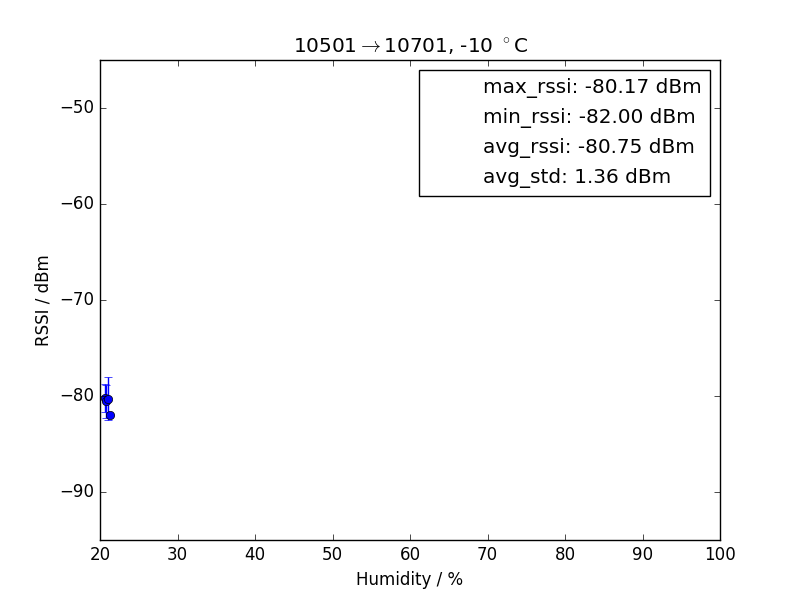 10501→10701, -10 °C
max_rssi: -80.17 dBm
min_rssi: -82.00 dBm
avg_rssi: -80.75 dBm
avg_std: 1.36 dBm
RSSI / dBm
−50
−60
−70
−80
−90
20 30 40 50 60 70 80 90 100
Humidity / %